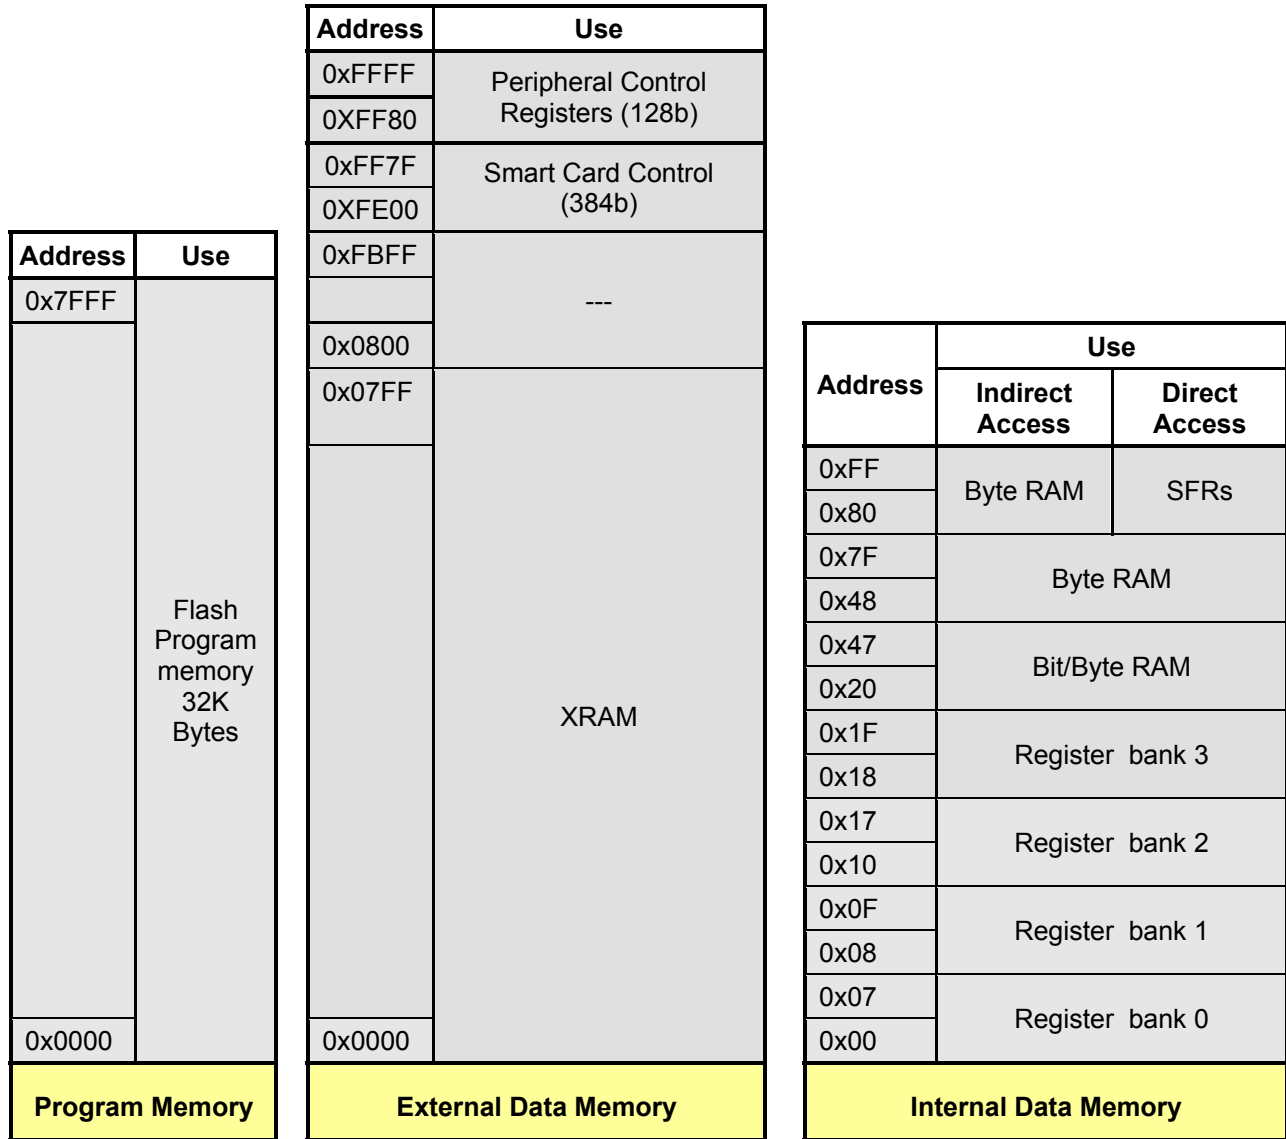 Address Use
0x7FFF
Flash
Program
memory
32K
Bytes
0x0000
Program Memory
Address Use
0xFFFF
Peripheral Control
Registers (128b)
0XFF80
0xFF7F
Smart Card Control
(384b)
0XFE00
0xFBFF
---
0x0800
0x07FF
XRAM
0x0000
External Data Memory
Address
Use
Indirect
Access
Direct
Access
0xFF
Byte RAM
SFRs
0x80
0x7F
Byte RAM
0x48
0x47
Bit/Byte RAM
0x20
0x1F
Register bank 3
0x18
0x17
Register bank 2
0x10
0x0F
Register bank 1
0x08
0x07
Register bank 0
0x00
Internal Data Memory